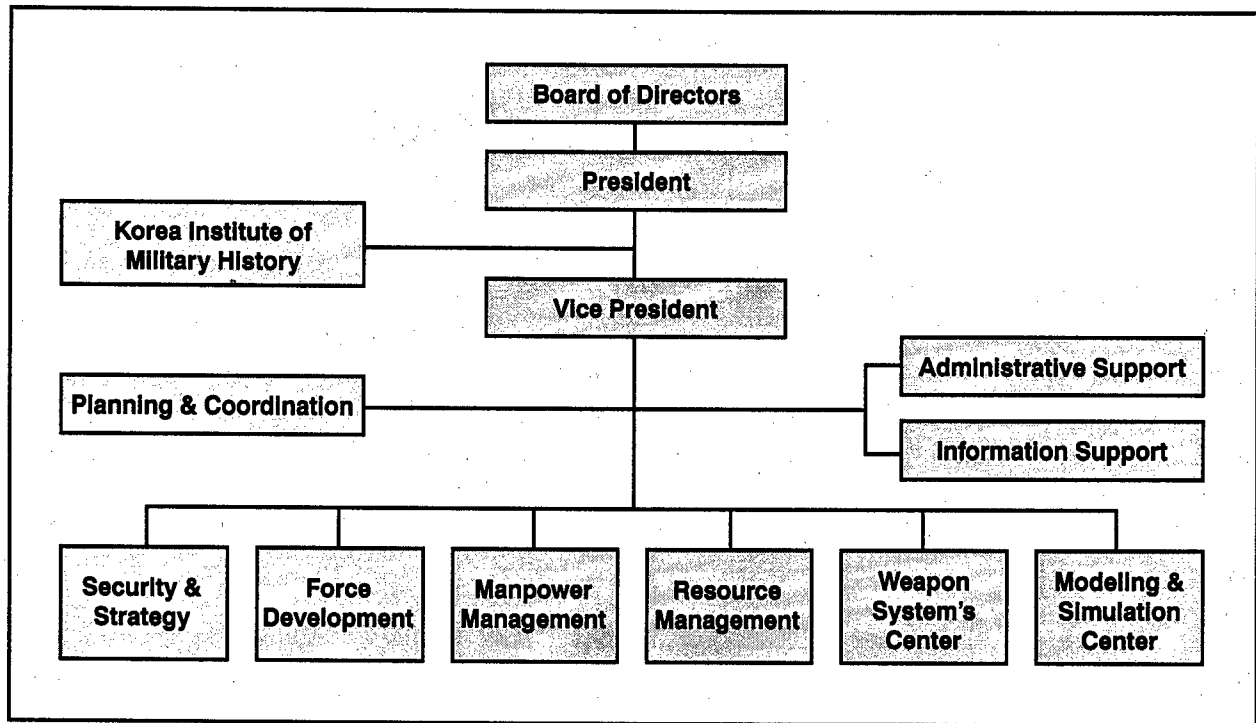 Board of Directors
President
Korea Institute of
Military History
Vice President
Administrative Support
Planning & Coordination
Information Support
Security &
Strategy
Force
Development
Manpower
Management
Resource
Management
Weapon
System's
Center
Modeling &
Simulation
Center